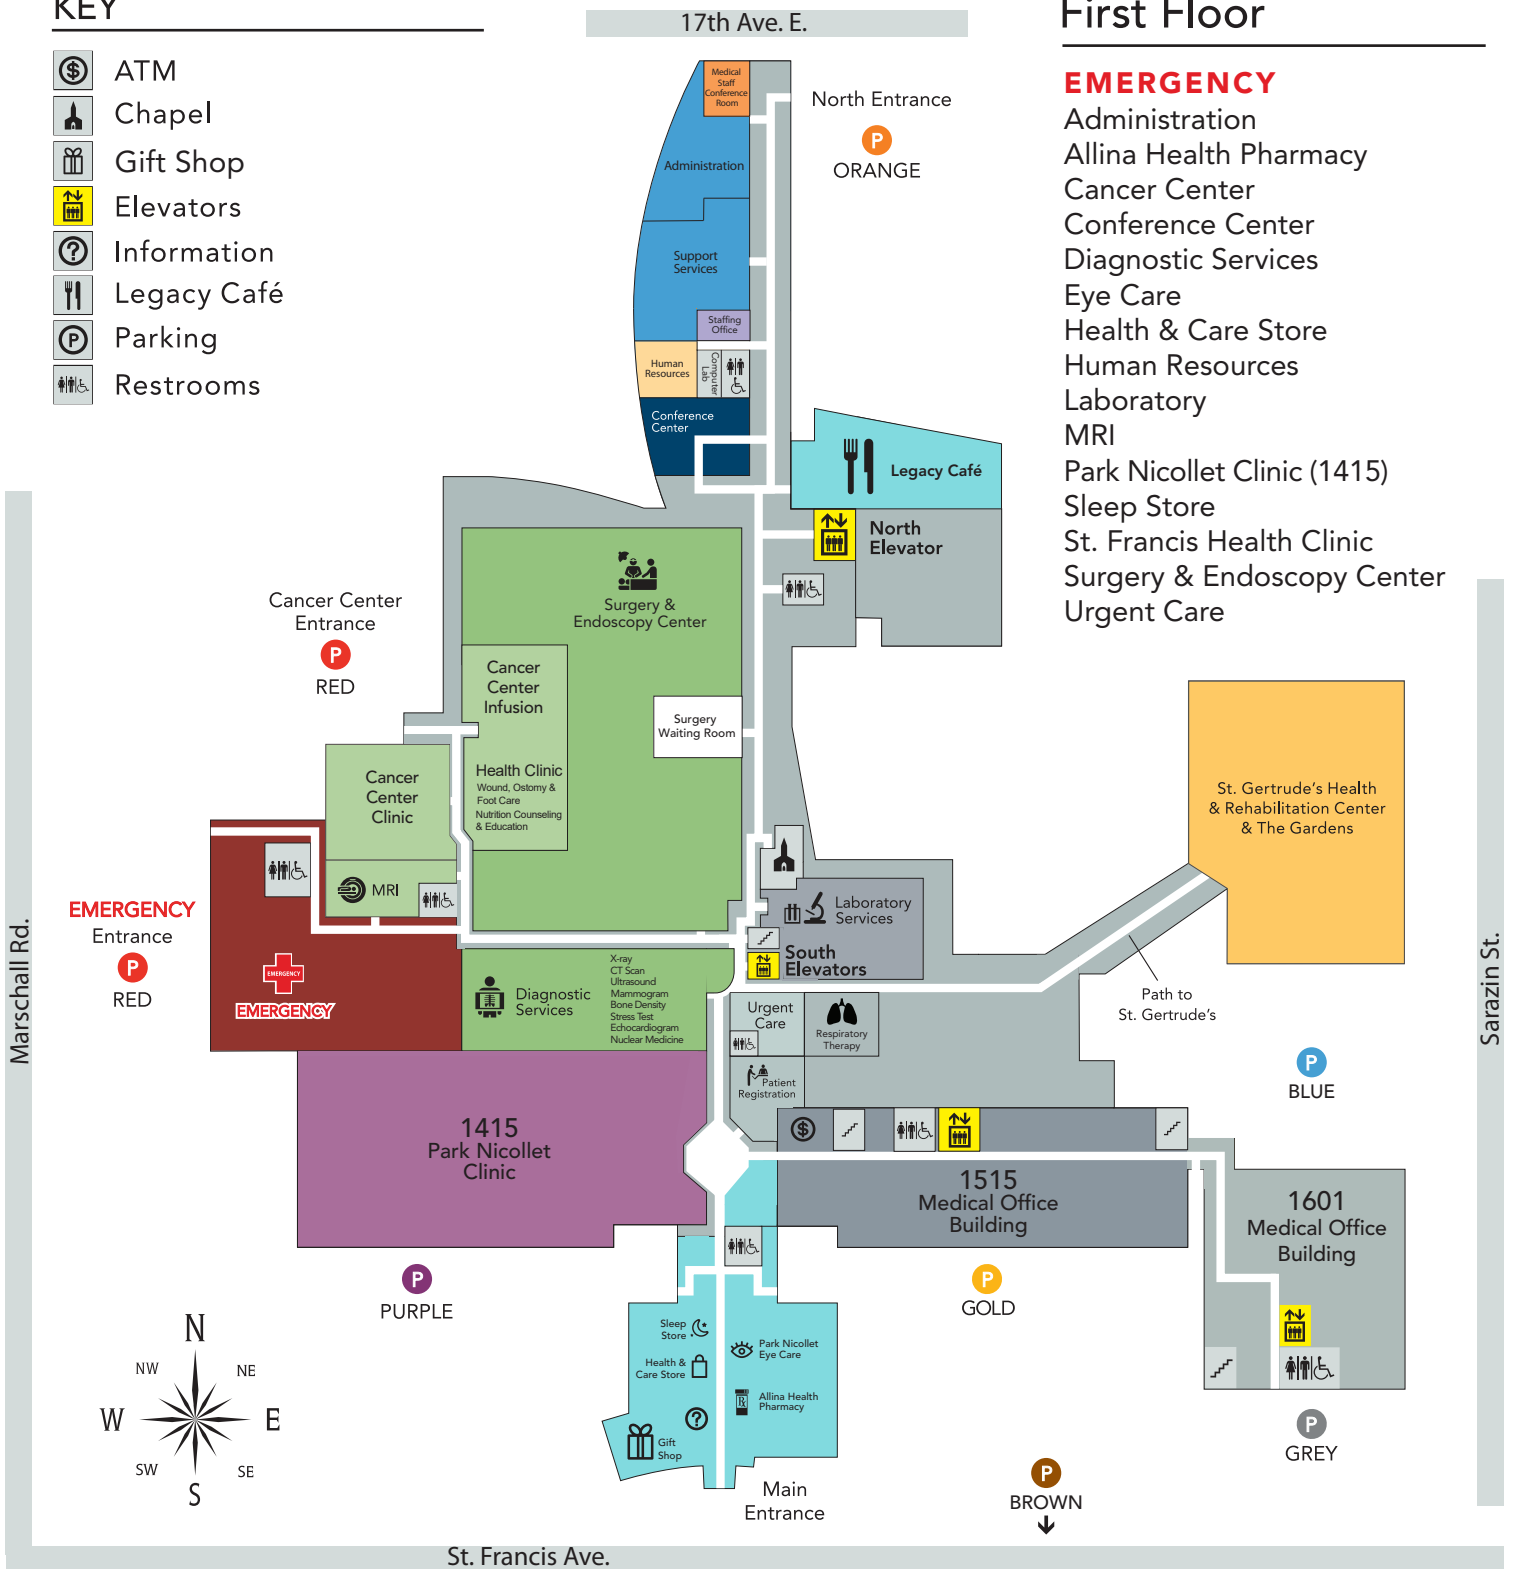 KEY
ATM
Chapel
Gift Shop
Elevators
Information
Legacy Café
Parking
Restrooms
17th Ave. E.
First Floor
EMERGENCY
Administration
Allina Health Pharmacy
Cancer Center
Conference Center
Diagnostic Services
Eye Care
Health & Care Store
Human Resources
Laboratory
MRI
Park Nicollet Clinic (1415)
Sleep Store
St. Francis Health Clinic
Surgery & Endoscopy Center
Urgent Care
Medical
Staff
Conference
Room
North Entrance
P
ORANGE
Administration
Support
Services
Staffing
Office
Human
Resources
Computer
Lab
Conference
Center
Legacy Café
North
Elevator
Surgery &
Endoscopy Center
Cancer Center
Entrance
P
RED
Cancer
Center
Infusion
Surgery
Waiting Room
Health Clinic
Wound, Ostomy &
Foot Care
Nutrition Counseling
& Education
Cancer
Center
Clinic
MRI
St. Gertrude's Health
& Rehabilitation Center
& The Gardens
EMERGENCY
Entrance
P
RED
EMERGENCY
EMERGENCY
Laboratory
Services
South
Elevators
Diagnostic
Services
X-ray
CT Scan
Ultrasound
Mammogram
Bone Density
Stress Test
Echocardiogram
Nuclear Medicine
Urgent
Care
Respiratory
Therapy
Patient
Registration
Path to
St. Gertrude's
P
BLUE
Marschall Rd.
Sarazin St.
1415
Park Nicollet
Clinic
1515
Medical Office
Building
1601
Medical Office
Building
P
PURPLE
P
GOLD
P
GREY
P
BROWN
Sleep
Store
Health &
Care Store
Park Nicollet
Eye Care
Allina Health
Pharmacy
Rx
Gift
Shop
Main
Entrance
N
NW
NE
W
E
SW
SE
S
St. Francis Ave.